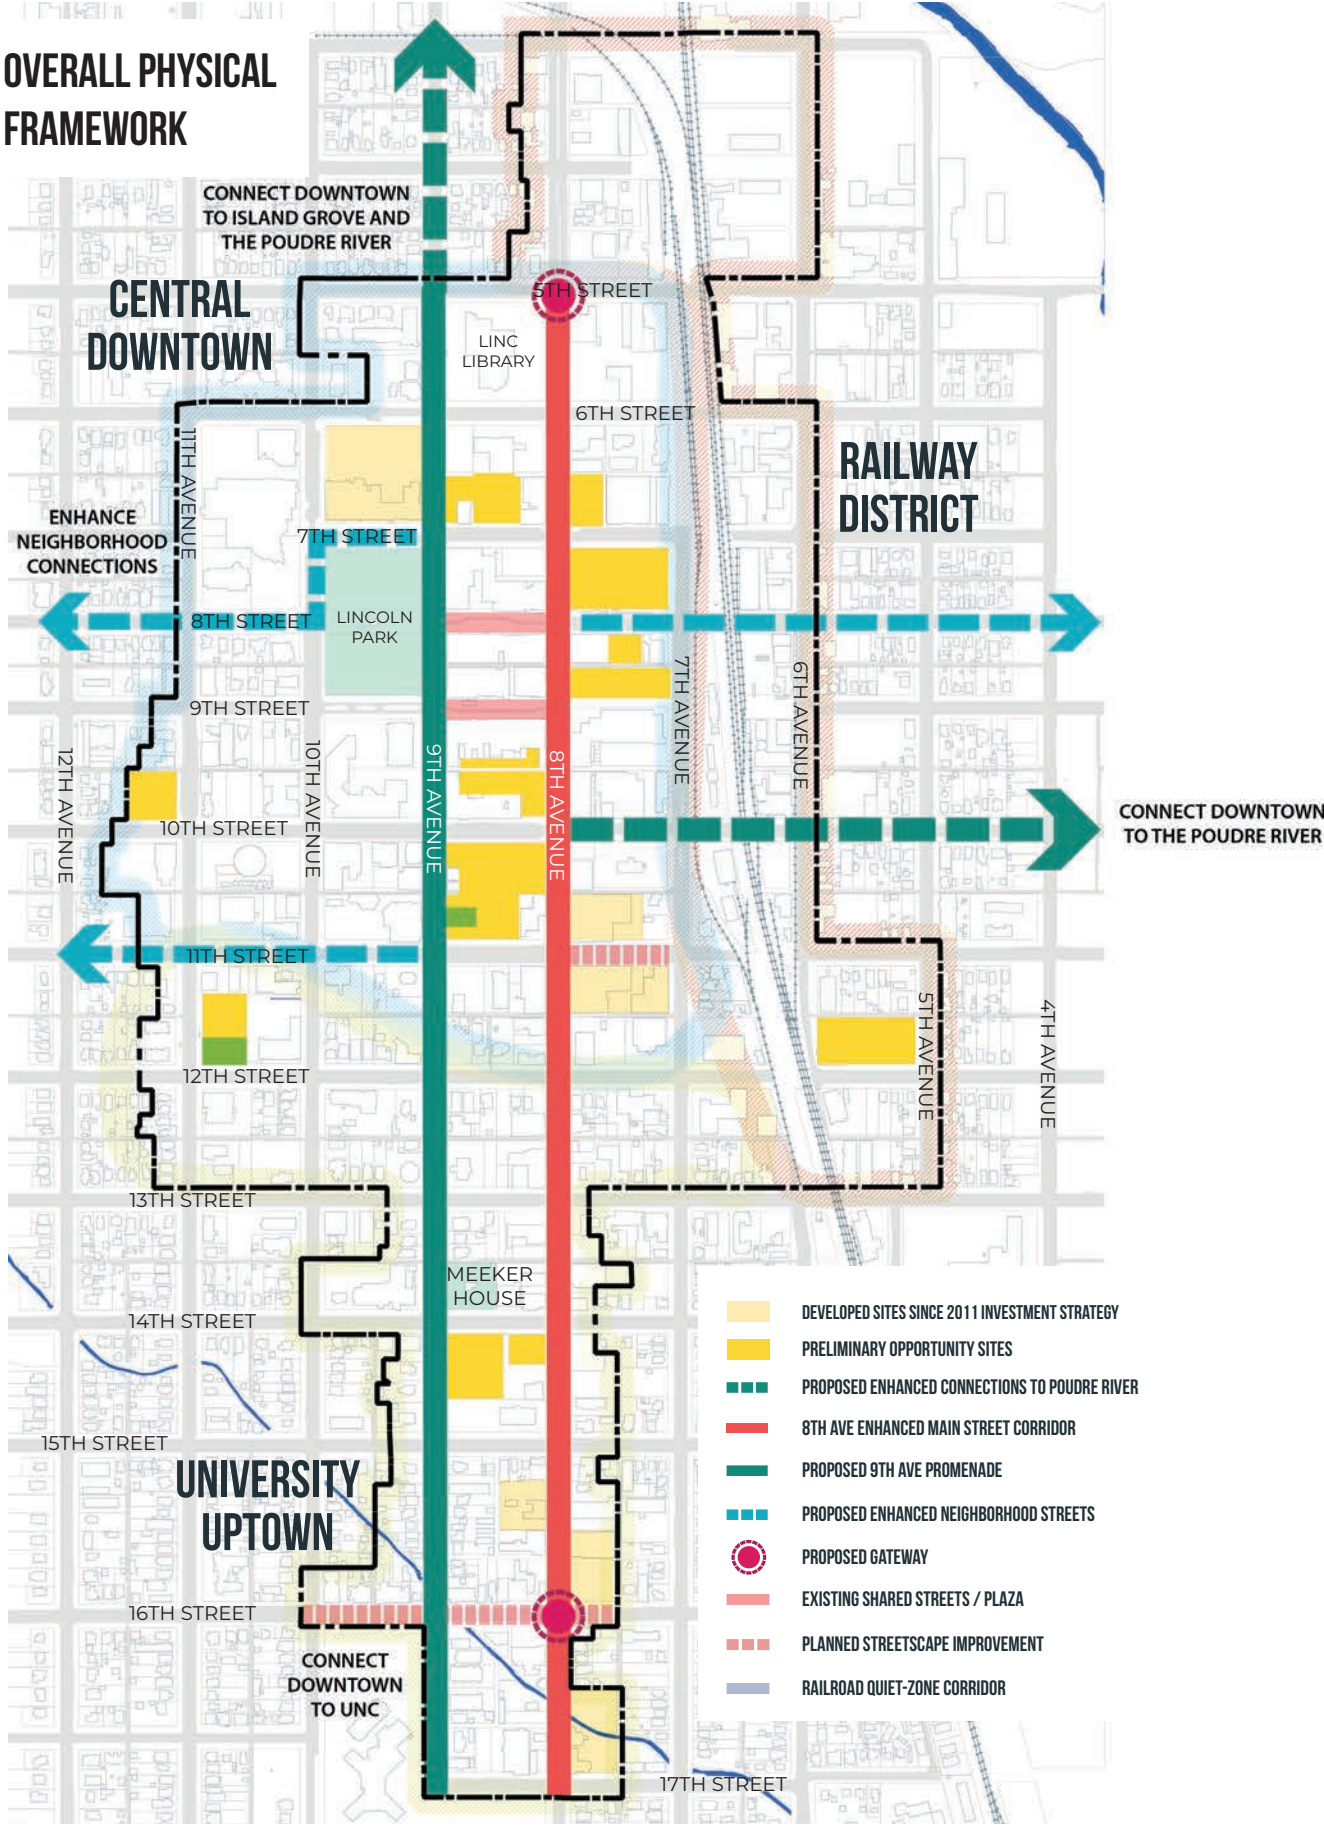 OVERALL PHYSICAL
FRAMEWORK
CONNECT DOWNTOWN
TO ISLAND GROVE AND
THE POUDRE RIVER
CENTRAL
DOWNTOWN
5TH STREET
LINC
LIBRARY
6TH STREET
11TH AVENUE
RAILWAY
DISTRICT
ENHANCE
NEIGHBORHOOD
CONNECTIONS
7TH STREET
8TH STREET
LINCOLN
PARK
9TH STREET
12TH AVENUE
10TH AVENUE
9TH AVENUE
8TH AVENUE
7TH AVENUE
6TH AVENUE
10TH STREET
CONNECT DOWNTOWN
TO THE POUDRE RIVER
11TH STREET
5TH AVENUE
4TH AVENUE
12TH STREET
13TH STREET
MEEKER
HOUSE
14TH STREET
15TH STREET
UNIVERSITY
UPTOWN
16TH STREET
CONNECT
DOWNTOWN
TO UNC
17TH STREET
DEVELOPED SITES SINCE 2011 INVESTMENT STRATEGY
PRELIMINARY OPPORTUNITY SITES
PROPOSED ENHANCED CONNECTIONS TO POUDRE RIVER
8TH AVE ENHANCED MAIN STREET CORRIDOR
PROPOSED 9TH AVE PROMENADE
PROPOSED ENHANCED NEIGHBORHOOD STREETS
PROPOSED GATEWAY
EXISTING SHARED STREETS / PLAZA
PLANNED STREETSCAPE IMPROVEMENT
RAILROAD QUIET-ZONE CORRIDOR